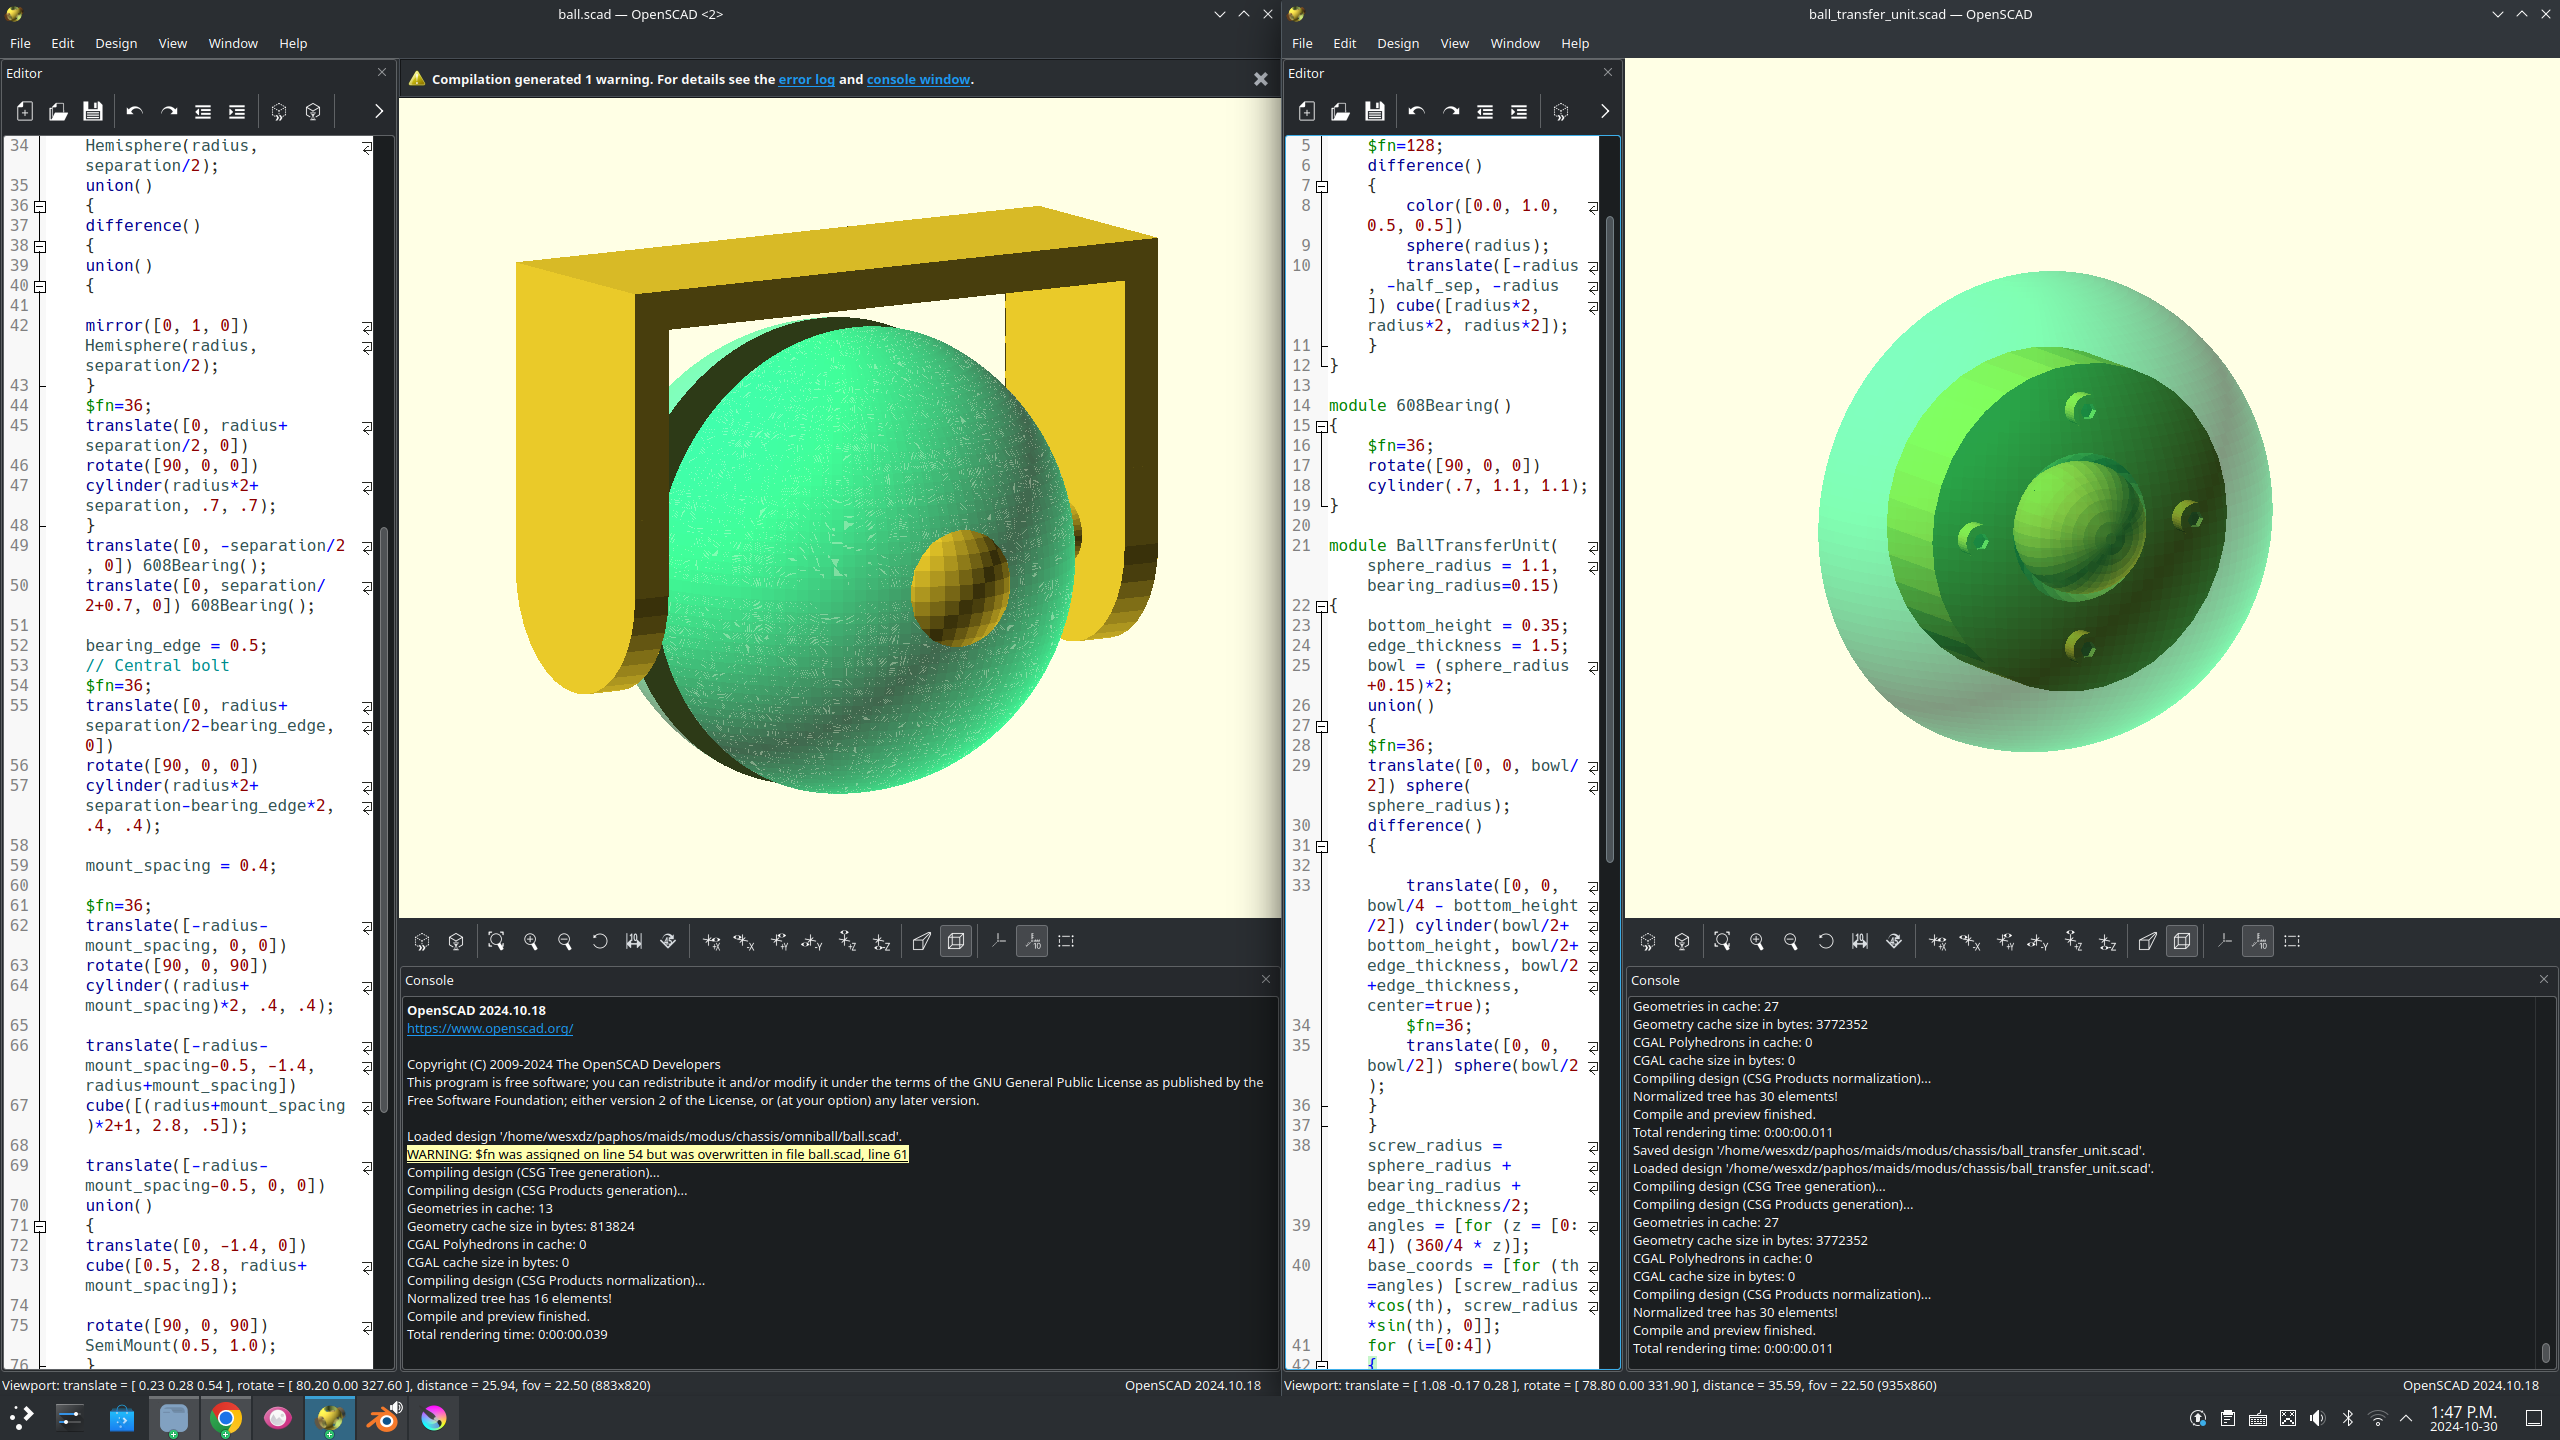 ball.scad — OpenSCAD <2>
File Edit Design View Window Help
Editor
34 Hemisphere(radius,
separation/2);
35 union()
36 {
37 difference()
38 {
39 union()
40 {
41
42 mirror([0, 1, 0])
Hemisphere(radius,
separation/2);
43 }
44 $fn=36;
45 translate([0, radius+
separation/2, 0])
46 rotate([90, 0, 0])
47 cylinder(radius*2+
separation, .7, .7);
48 }
49 translate([0, -separation/2
, 0]) 608Bearing();
50 translate([0, separation/
2+0.7, 0]) 608Bearing();
51
52 bearing_edge = 0.5;
53 // Central bolt
54 $fn=36;
55 translate([0, radius+
separation/2-bearing_edge,
0])
56 rotate([90, 0, 0])
57 cylinder(radius*2+
separation-bearing_edge*2,
.4, .4);
58
59 mount_spacing = 0.4;
60
61 $fn=36;
62 translate([-radius-
mount_spacing, 0, 0])
63 rotate([90, 0, 90])
64 cylinder((radius+
mount_spacing)*2, .4, .4);
65
66 translate([-radius-
mount_spacing-0.5, -1.4,
radius+mount_spacing])
67 cube([(radius+mount_spacing
)*2+1, 2.8, .5]);
68
69 translate([-radius-
mount_spacing-0.5, 0, 0])
70 union()
71 {
72 translate([0, -1.4, 0])
73 cube([0.5, 2.8, radius+
mount_spacing]);
74
75 rotate([90, 0, 90])
SemiMount(0.5, 1.0);
76 }
Compilation generated 1 warning. For details see the error log and console window.
Console
OpenSCAD 2024.10.18
https://www.openscad.org/
Copyright (C) 2009-2024 The OpenSCAD Developers
This program is free software; you can redistribute it and/or modify it under the terms of the GNU General Public License as published by the
Free Software Foundation; either version 2 of the License, or (at your option) any later version.
Loaded design '/home/wesxdz/paphos/maids/modus/chassis/omniball/ball.scad'.
WARNING: $fn was assigned on line 54 but was overwritten in file ball.scad, line 61
Compiling design (CSG Tree generation)...
Compiling design (CSG Products generation)...
Geometries in cache: 13
Geometry cache size in bytes: 813824
CGAL Polyhedrons in cache: 0
CGAL cache size in bytes: 0
Compiling design (CSG Products normalization)...
Normalized tree has 16 elements!
Compile and preview finished.
Total rendering time: 0:00:00.039
Viewport: translate = [ 0.23 0.28 0.54 ], rotate = [ 80.20 0.00 327.60 ], distance = 25.94, fov = 22.50 (883x820)
OpenSCAD 2024.10.18
ball_transfer_unit.scad — OpenSCAD
File Edit Design View Window Help
Editor
5 $fn=128;
6 difference()
7 {
8 color([0.0, 1.0,
0.5, 0.5])
9 sphere(radius);
10 translate([-radius
, -half_sep, -radius
]) cube([radius*2,
radius*2, radius*2]);
11 }
12 }
13
14 module 608Bearing()
15 {
16 $fn=36;
17 rotate([90, 0, 0])
18 cylinder(.7, 1.1, 1.1);
19 }
20
21 module BallTransferUnit(
sphere_radius = 1.1,
bearing_radius=0.15)
22 {
23 bottom_height = 0.35;
24 edge_thickness = 1.5;
25 bowl = (sphere_radius
+0.15)*2;
26 union()
27 {
28 $fn=36;
29 translate([0, 0, bowl/
2]) sphere(
sphere_radius);
30 difference()
31 {
32
33 translate([0, 0,
bowl/4 - bottom_height
/2]) cylinder(bowl/2+
bottom_height, bowl/2+
edge_thickness, bowl/2
+edge_thickness,
center=true);
34 $fn=36;
35 translate([0, 0,
bowl/2]) sphere(bowl/2
);
36 }
37 }
38 screw_radius =
sphere_radius +
bearing_radius +
edge_thickness/2;
39 angles = [for (z = [0:
4]) (360/4 * z)];
40 base_coords = [for (th
=angles) [screw_radius
*cos(th), screw_radius
*sin(th), 0]];
41 for (i=[0:4])
42 {
Console
Geometries in cache: 27
Geometry cache size in bytes: 3772352
CGAL Polyhedrons in cache: 0
CGAL cache size in bytes: 0
Compiling design (CSG Products normalization)...
Normalized tree has 30 elements!
Compile and preview finished.
Total rendering time: 0:00:00.011
Saved design '/home/wesxdz/paphos/maids/modus/chassis/ball_transfer_unit.scad'.
Loaded design '/home/wesxdz/paphos/maids/modus/chassis/ball_transfer_unit.scad'.
Compiling design (CSG Tree generation)...
Compiling design (CSG Products generation)...
Geometries in cache: 27
Geometry cache size in bytes: 3772352
CGAL Polyhedrons in cache: 0
CGAL cache size in bytes: 0
Compiling design (CSG Products normalization)...
Normalized tree has 30 elements!
Compile and preview finished.
Total rendering time: 0:00:00.011
Viewport: translate = [ 1.08 -0.17 0.28 ], rotate = [ 78.80 0.00 331.90 ], distance = 35.59, fov = 22.50 (935x860)
OpenSCAD 2024.10.18
1:47 P.M.
2024-10-30